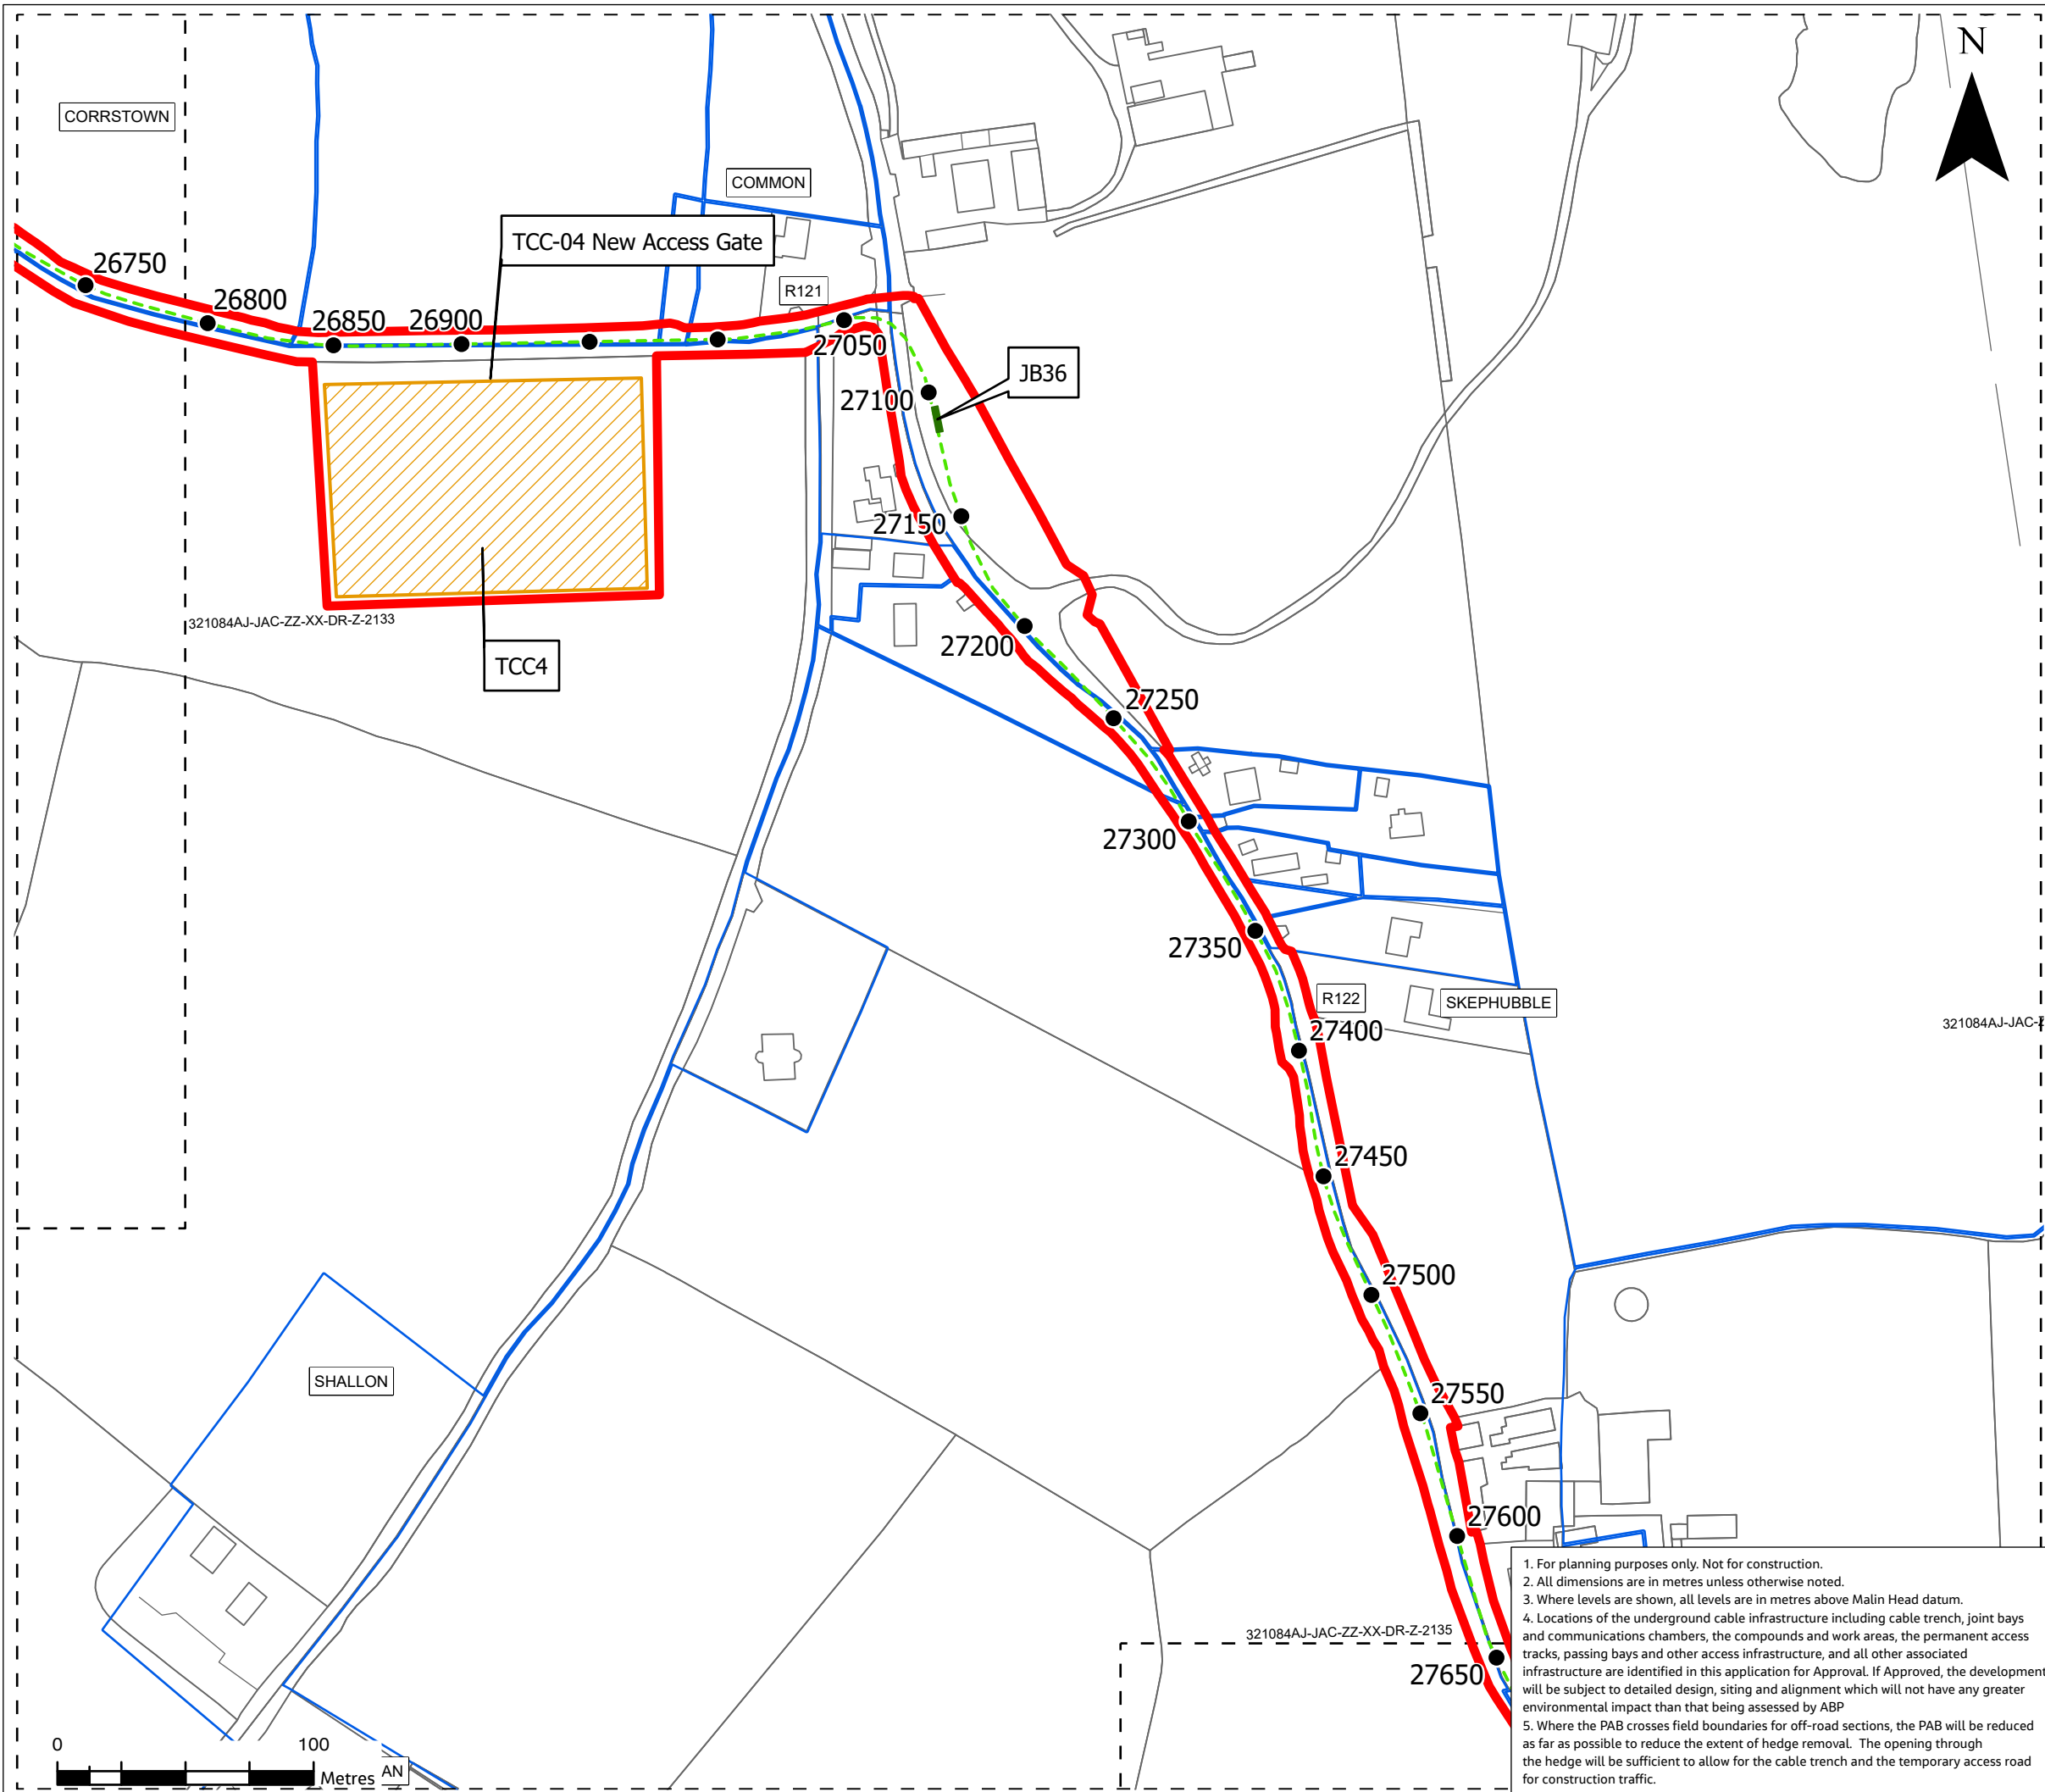 N
CORRSTOWN
COMMON
TCC-04 New Access Gate
26750
R121
26800
26850
26900
27050
JB36
27100
27150
321084AJ-JAC-ZZ-XX-DR-Z-2133
27200
TCC4
27250
27300
27350
R122
SKEPHUBBLE
321084AJ-JAC-Z
27400
27450
27500
SHALLON
27550
27600
321084AJ-JAC-ZZ-XX-DR-Z-2135
27650
1. For planning purposes only. Not for construction.
2. All dimensions are in metres unless otherwise noted.
3. Where levels are shown, all levels are in metres above Malin Head datum.
4. Locations of the underground cable infrastructure including cable trench, joint bays
and communications chambers, the compounds and work areas, the permanent access
tracks, passing bays and other access infrastructure, and all other associated
infrastructure are identified in this application for Approval. If Approved, the development
will be subject to detailed design, siting and alignment which will not have any greater
environmental impact than that being assessed by ABP
5. Where the PAB crosses field boundaries for off-road sections, the PAB will be reduced
as far as possible to reduce the extent of hedge removal. The opening through
the hedge will be sufficient to allow for the cable trench and the temporary access road
for construction traffic.
0 100
Metres
AN